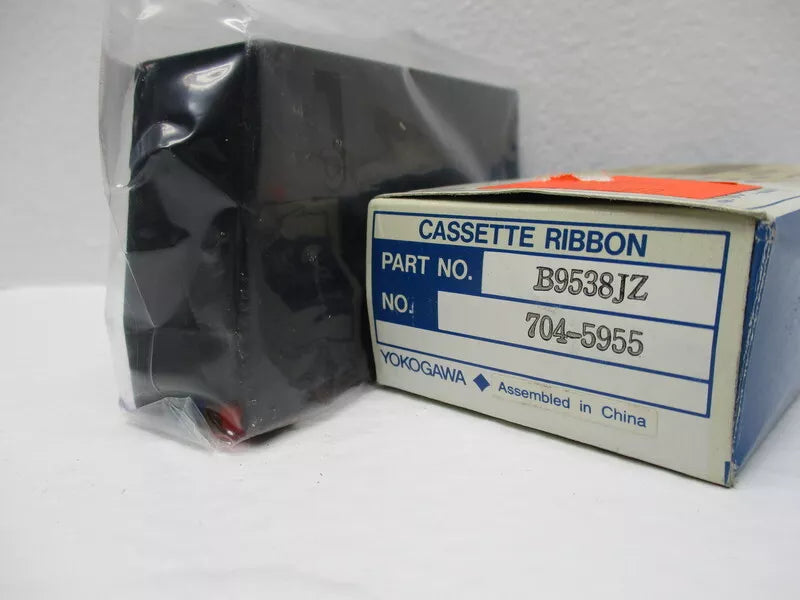 CASSETTE RIBBON
PART NO. B9538JZ
NO. 704-5955
YOKOGAWA ◆ Assembled in China